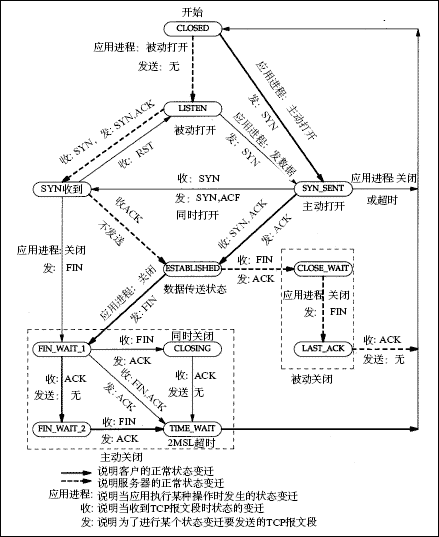 开始
CLOSED
应用进程：被动打开
发送：无
应用进程：主动打开
发：SYN
LISTEN
被动打开
收：SYN，发：SYN,ACK
收：RST
应用进程：发数据
发：SYN
SYN收到
收：SYN
发：SYN,ACF
同时打开
SYN_SENT
主动打开
应用进程 关闭
或超时
收ACK
不发送
收：SYN, ACK
发：ACK
应用进程：关闭
发：FIN
ESTABLISHED
数据传送状态
收：FIN
发：ACK
CLOSE_WAIT
应用进程：关闭
发：FIN
应用进程：关闭
发：FIN
LAST_ACK
收：ACK
发送：无
被动关闭
FIN_WAIT_1
收：FIN
发：ACK
同时关闭
CLOSING
收：ACK
发送：无
收：FIN,ACK
发：ACK
收：ACK
发送：无
FIN_WAIT_2
收：FIN
发：ACK
TIME_WAIT
2MSL超时
主动关闭
说明客户的正常状态变迁
说明服务器的正常状态变迁
应用进程：说明当应用执行某种操作时发生的状态变迁
收：说明当收到TCP报文段时状态的变迁
发：说明为了进行某个状态变迁要发送的TCP报文段